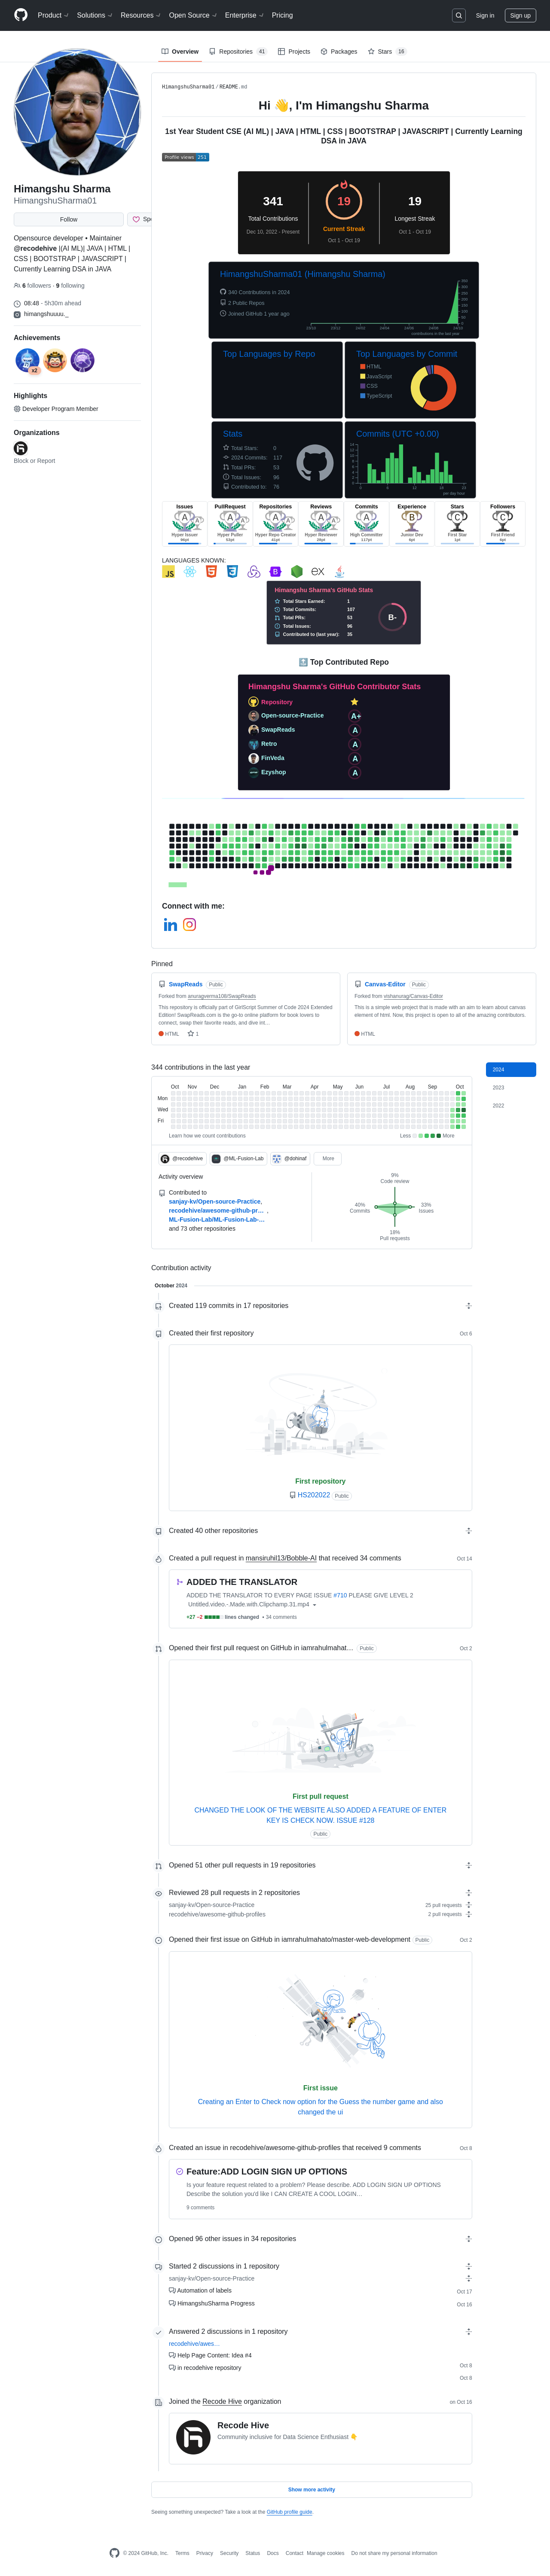 Product
Solutions
Resources
Open Source
Enterprise
Pricing
Sign in
Sign up
Overview
Repositories 41
Projects
Packages
Stars 16
Himangshu Sharma
HimangshuSharma01
Follow
Opensource developer • Maintainer
@recodehive |(AI ML)| JAVA | HTML |
CSS | BOOTSTRAP | JAVASCRIPT |
Currently Learning DSA in JAVA
6 followers · 9 following
08:48 - 5h30m ahead
himangshuuuu._
Achievements
x2
Highlights
Developer Program Member
Organizations
Block or Report
HimangshuSharma01 / README.md
Hi 👋, I'm Himangshu Sharma
1st Year Student CSE (AI ML) | JAVA | HTML | CSS | BOOTSTRAP | JAVASCRIPT | Currently Learning
DSA in JAVA
Profile views 251
341
Total Contributions
Dec 10, 2022 - Present
19
Current Streak
Oct 1 - Oct 19
19
Longest Streak
Oct 1 - Oct 19
HimangshuSharma01 (Himangshu Sharma)
340 Contributions in 2024
2 Public Repos
Joined GitHub 1 year ago
contributions in the last year
Top Languages by Repo
Top Languages by Commit
HTML
JavaScript
CSS
TypeScript
Stats
Total Stars: 0
2024 Commits: 117
Total PRs: 53
Total Issues: 96
Contributed to: 76
Commits (UTC +0.00)
per day hour
Issues
Hyper Issuer
PullRequest
Hyper Puller
Repositories
Hyper Repo Creator
Reviews
Hyper Reviewer
Commits
High Committer
Experience
Junior Dev
Stars
First Star
Followers
First Friend
LANGUAGES KNOWN:
JS
ex
Himangshu Sharma's GitHub Stats
Total Stars Earned: 1
Total Commits: 107
Total PRs: 53
Total Issues: 96
Contributed to (last year): 35
B-
🔝 Top Contributed Repo
Himangshu Sharma's GitHub Contributor Stats
Repository ⭐
Open-source-Practice A+
SwapReads A
Retro A
FinVeda A
Ezyshop A
Connect with me:
Pinned
SwapReads Public
Forked from anuragverma108/SwapReads
This repository is officially part of GirlScript Summer of Code 2024 Extended
Edition! SwapReads.com is the go-to online platform for book lovers to
connect, swap their favorite reads, and dive int…
HTML 1
Canvas-Editor Public
Forked from vishanurag/Canvas-Editor
This is a simple web project that is made with an aim to learn about canvas
element of html. Now, this project is open to all of the amazing contributors.
HTML
344 contributions in the last year
2024
2023
2022
Oct Nov Dec Jan Feb Mar Apr May Jun Jul Aug Sep Oct
Mon
Wed
Fri
Learn how we count contributions
Less More
@recodehive
@ML-Fusion-Lab
@dohinaf
More
Activity overview
Contributed to
sanjay-kv/Open-source-Practice,
recodehive/awesome-github-pr… ,
ML-Fusion-Lab/ML-Fusion-Lab-…
and 73 other repositories
9%
Code review
40%
Commits
33%
Issues
18%
Pull requests
Contribution activity
October 2024
Created 119 commits in 17 repositories
Created their first repository Oct 6
First repository
HS202022 Public
Created 40 other repositories
Created a pull request in mansiruhil13/Bobble-AI that received 34 comments Oct 14
ADDED THE TRANSLATOR
ADDED THE TRANSLATOR TO EVERY PAGE ISSUE #710 PLEASE GIVE LEVEL 2
Untitled.video.-.Made.with.Clipchamp.31.mp4
+27 −2 lines changed • 34 comments
Opened their first pull request on GitHub in iamrahulmahat… Public Oct 2
First pull request
CHANGED THE LOOK OF THE WEBSITE ALSO ADDED A FEATURE OF ENTER
KEY IS CHECK NOW. ISSUE #128
Public
Opened 51 other pull requests in 19 repositories
Reviewed 28 pull requests in 2 repositories
sanjay-kv/Open-source-Practice 25 pull requests
recodehive/awesome-github-profiles 2 pull requests
Opened their first issue on GitHub in iamrahulmahato/master-web-development Public Oct 2
First issue
Creating an Enter to Check now option for the Guess the number game and also
changed the ui
Created an issue in recodehive/awesome-github-profiles that received 9 comments Oct 8
Feature:ADD LOGIN SIGN UP OPTIONS
Is your feature request related to a problem? Please describe. ADD LOGIN SIGN UP OPTIONS
Describe the solution you'd like I CAN CREATE A COOL LOGIN…
9 comments
Opened 96 other issues in 34 repositories
Started 2 discussions in 1 repository
sanjay-kv/Open-source-Practice
Automation of labels Oct 17
HimangshuSharma Progress Oct 16
Answered 2 discussions in 1 repository
recodehive/awes…
Help Page Content: Idea #4 Oct 8
in recodehive repository Oct 8
Joined the Recode Hive organization on Oct 16
Recode Hive
Community inclusive for Data Science Enthusiast 👇
Show more activity
Seeing something unexpected? Take a look at the GitHub profile guide.
© 2024 GitHub, Inc.
Terms
Privacy
Security
Status
Docs
Contact
Manage cookies
Do not share my personal information